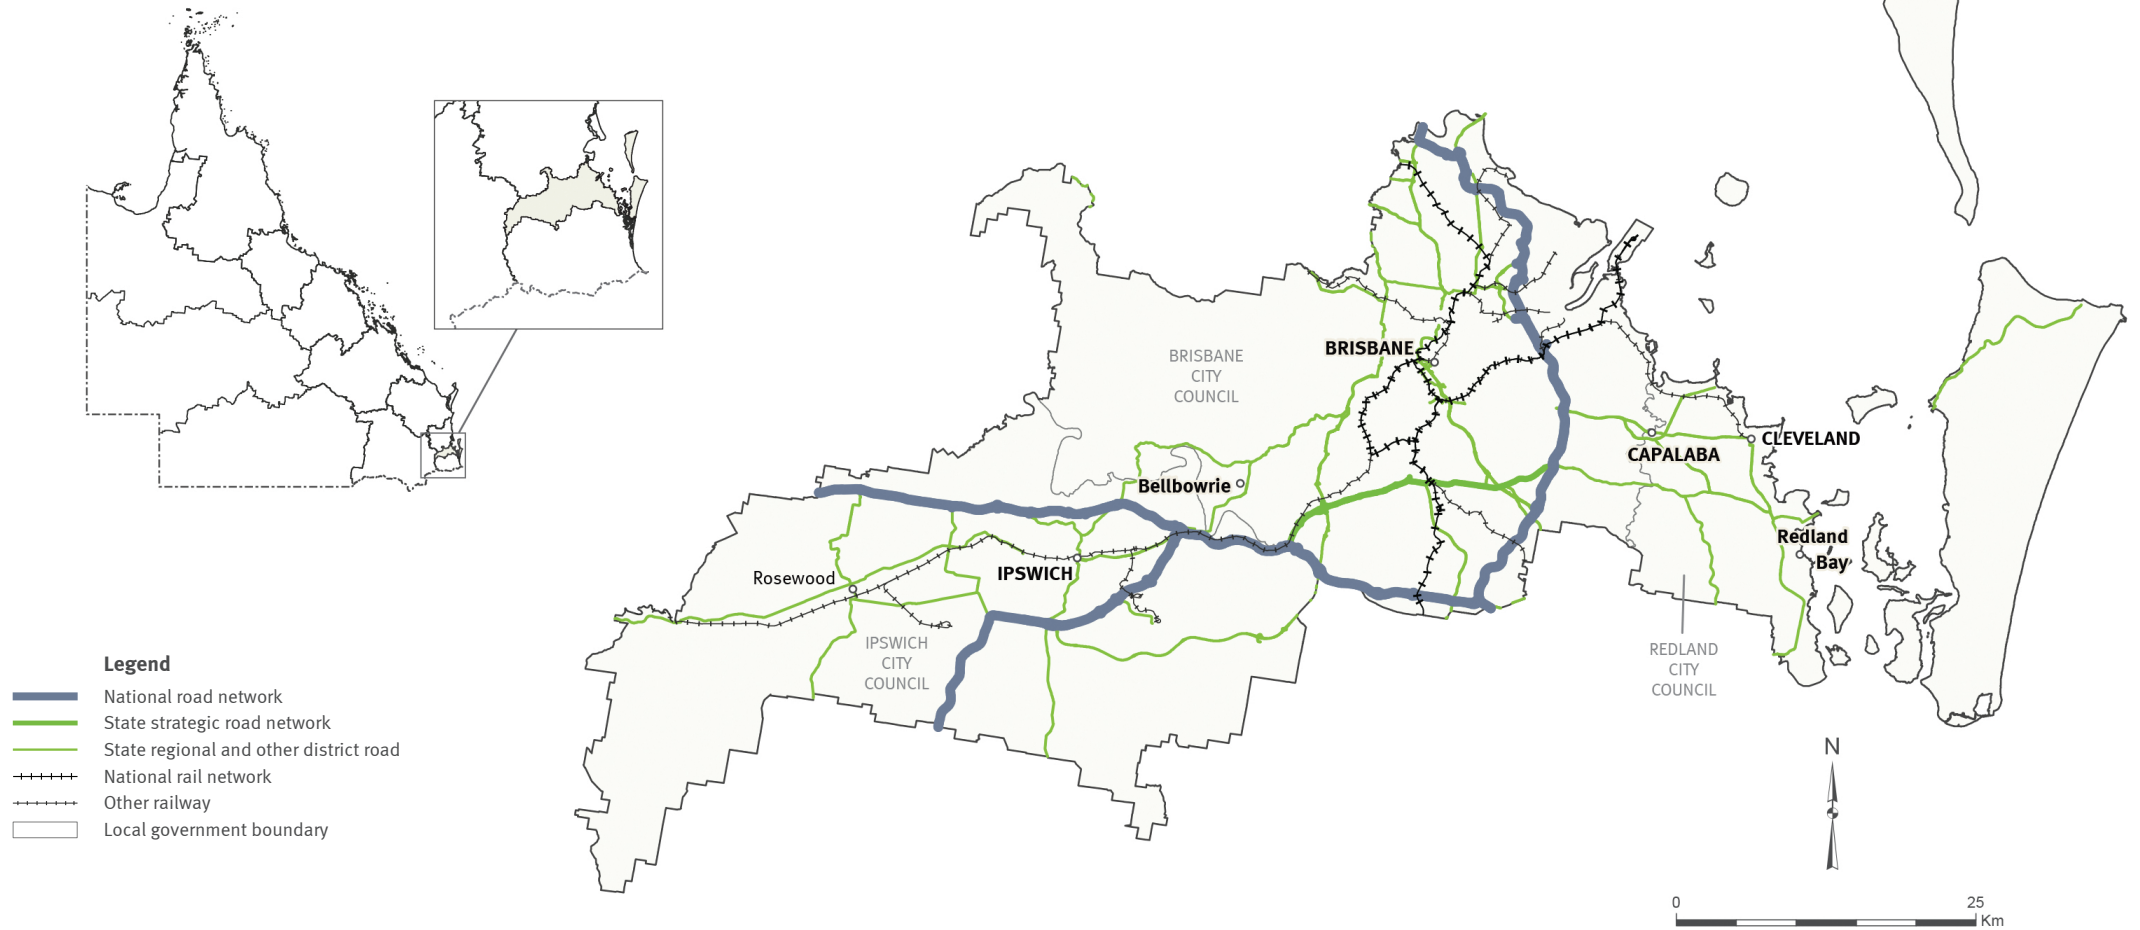 BRISBANE
BRISBANE
CITY
COUNCIL
CLEVELAND
CAPALABA
Bellbowrie
Redland
Bay
IPSWICH
Rosewood
IPSWICH
CITY
COUNCIL
REDLAND
CITY
COUNCIL
Legend
National road network
State strategic road network
State regional and other district road
National rail network
Other railway
Local government boundary
N
0
25
Km